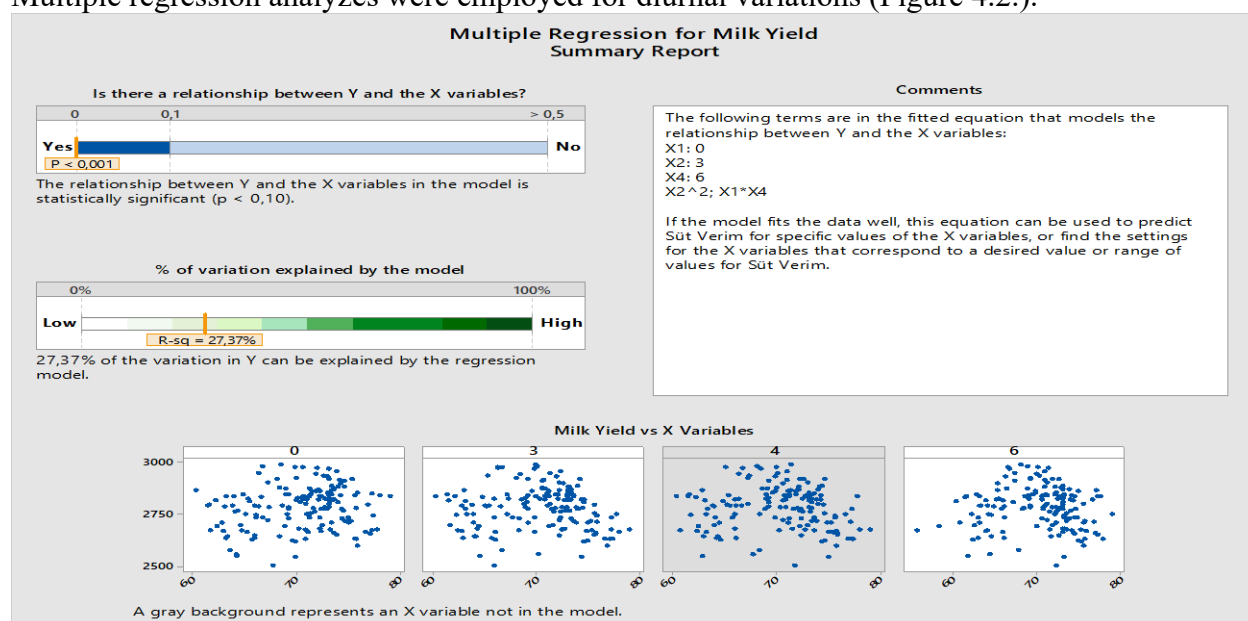 Multiple regression analyzes were employed for diurnal variations (Figure 4.2.).
Multiple Regression for Milk Yield
Summary Report
Is there a relationship between Y and the X variables?
0 0,1 > 0,5
Yes No
P < 0,001
The relationship between Y and the X variables in the model is
statistically significant (p < 0,10).
% of variation explained by the model
0% 100%
Low High
R-sq = 27,37%
27,37% of the variation in Y can be explained by the regression
model.
Comments
The following terms are in the fitted equation that models the
relationship between Y and the X variables:
X1: 0
X2: 3
X4: 6
X2^2; X1*X4
If the model fits the data well, this equation can be used to predict
Süt Verim for specific values of the X variables, or find the settings
for the X variables that correspond to a desired value or range of
values for Süt Verim.
Milk Yield vs X Variables
0 3 4 6
3000
2750
2500
60 70 80 60 70 80 60 70 80 60 70 80
A gray background represents an X variable not in the model.